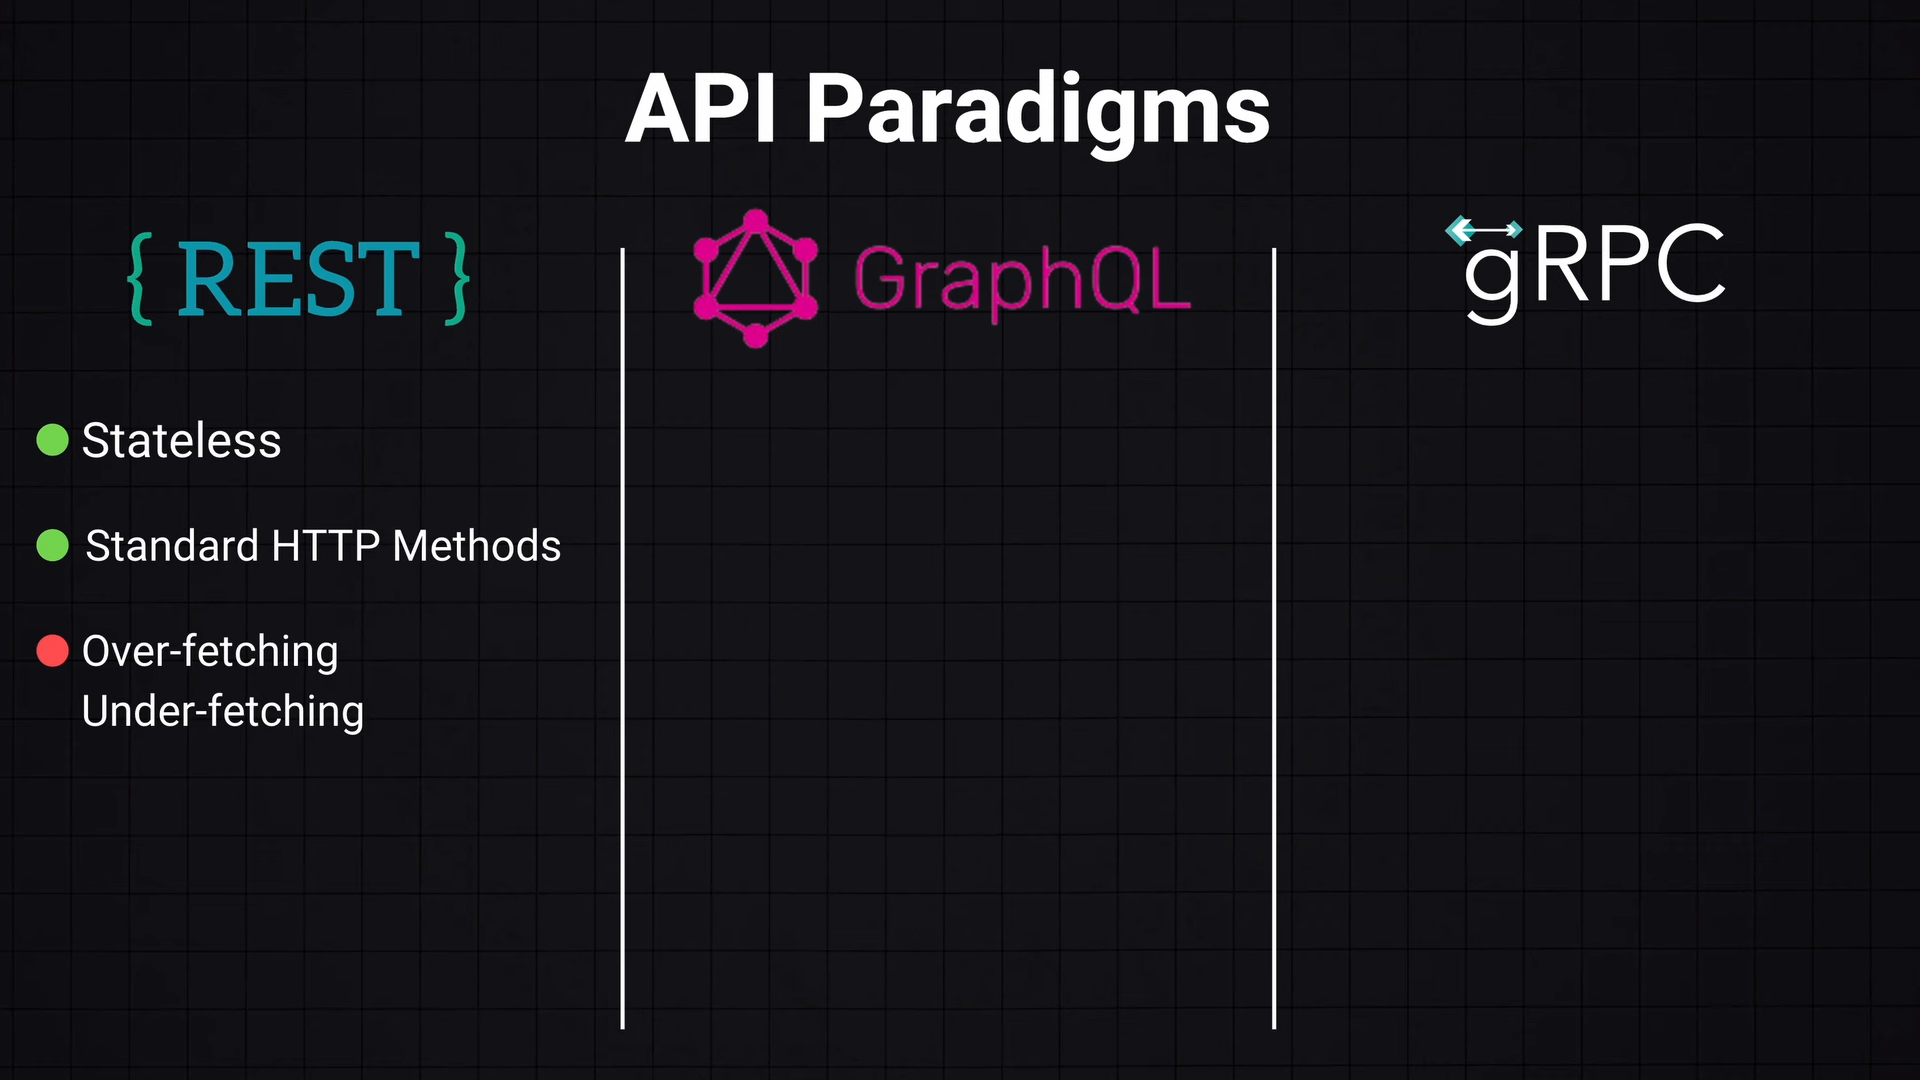 API Paradigms
{ REST }
GraphQL
gRPC
Stateless
Standard HTTP Methods
Over-fetching
Under-fetching